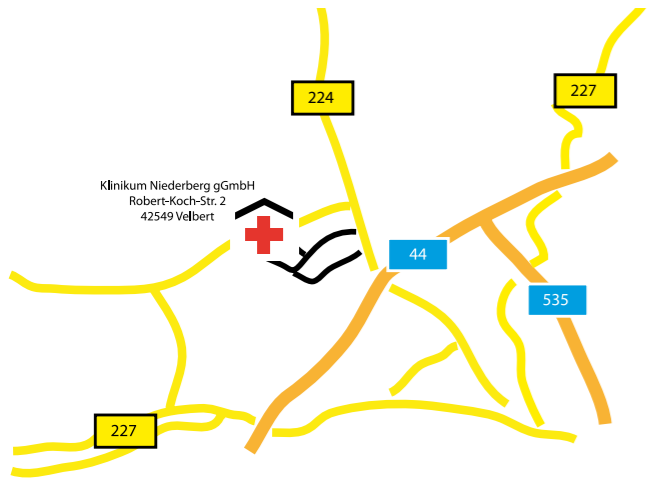 224
227
Klinikum Niederberg gGmbH
Robert-Koch-Str. 2
42549 Velbert
44
535
227